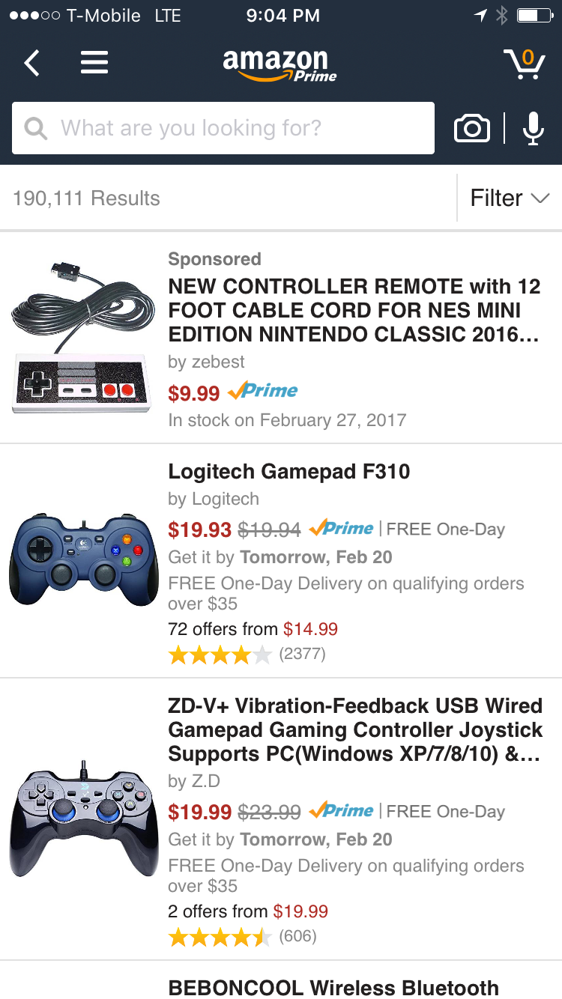 T-Mobile LTE 9:04 PM
amazon
Prime
0
What are you looking for?
190,111 Results
Filter
Sponsored
NEW CONTROLLER REMOTE with 12
FOOT CABLE CORD FOR NES MINI
EDITION NINTENDO CLASSIC 2016...
by zebest
$9.99 Prime
In stock on February 27, 2017
Logitech Gamepad F310
by Logitech
$19.93 $19.94 Prime | FREE One-Day
Get it by Tomorrow, Feb 20
FREE One-Day Delivery on qualifying orders
over $35
72 offers from $14.99
(2377)
ZD-V+ Vibration-Feedback USB Wired
Gamepad Gaming Controller Joystick
Supports PC(Windows XP/7/8/10) &...
by Z.D
$19.99 $23.99 Prime | FREE One-Day
Get it by Tomorrow, Feb 20
FREE One-Day Delivery on qualifying orders
over $35
2 offers from $19.99
(606)
BEBONCOOL Wireless Bluetooth